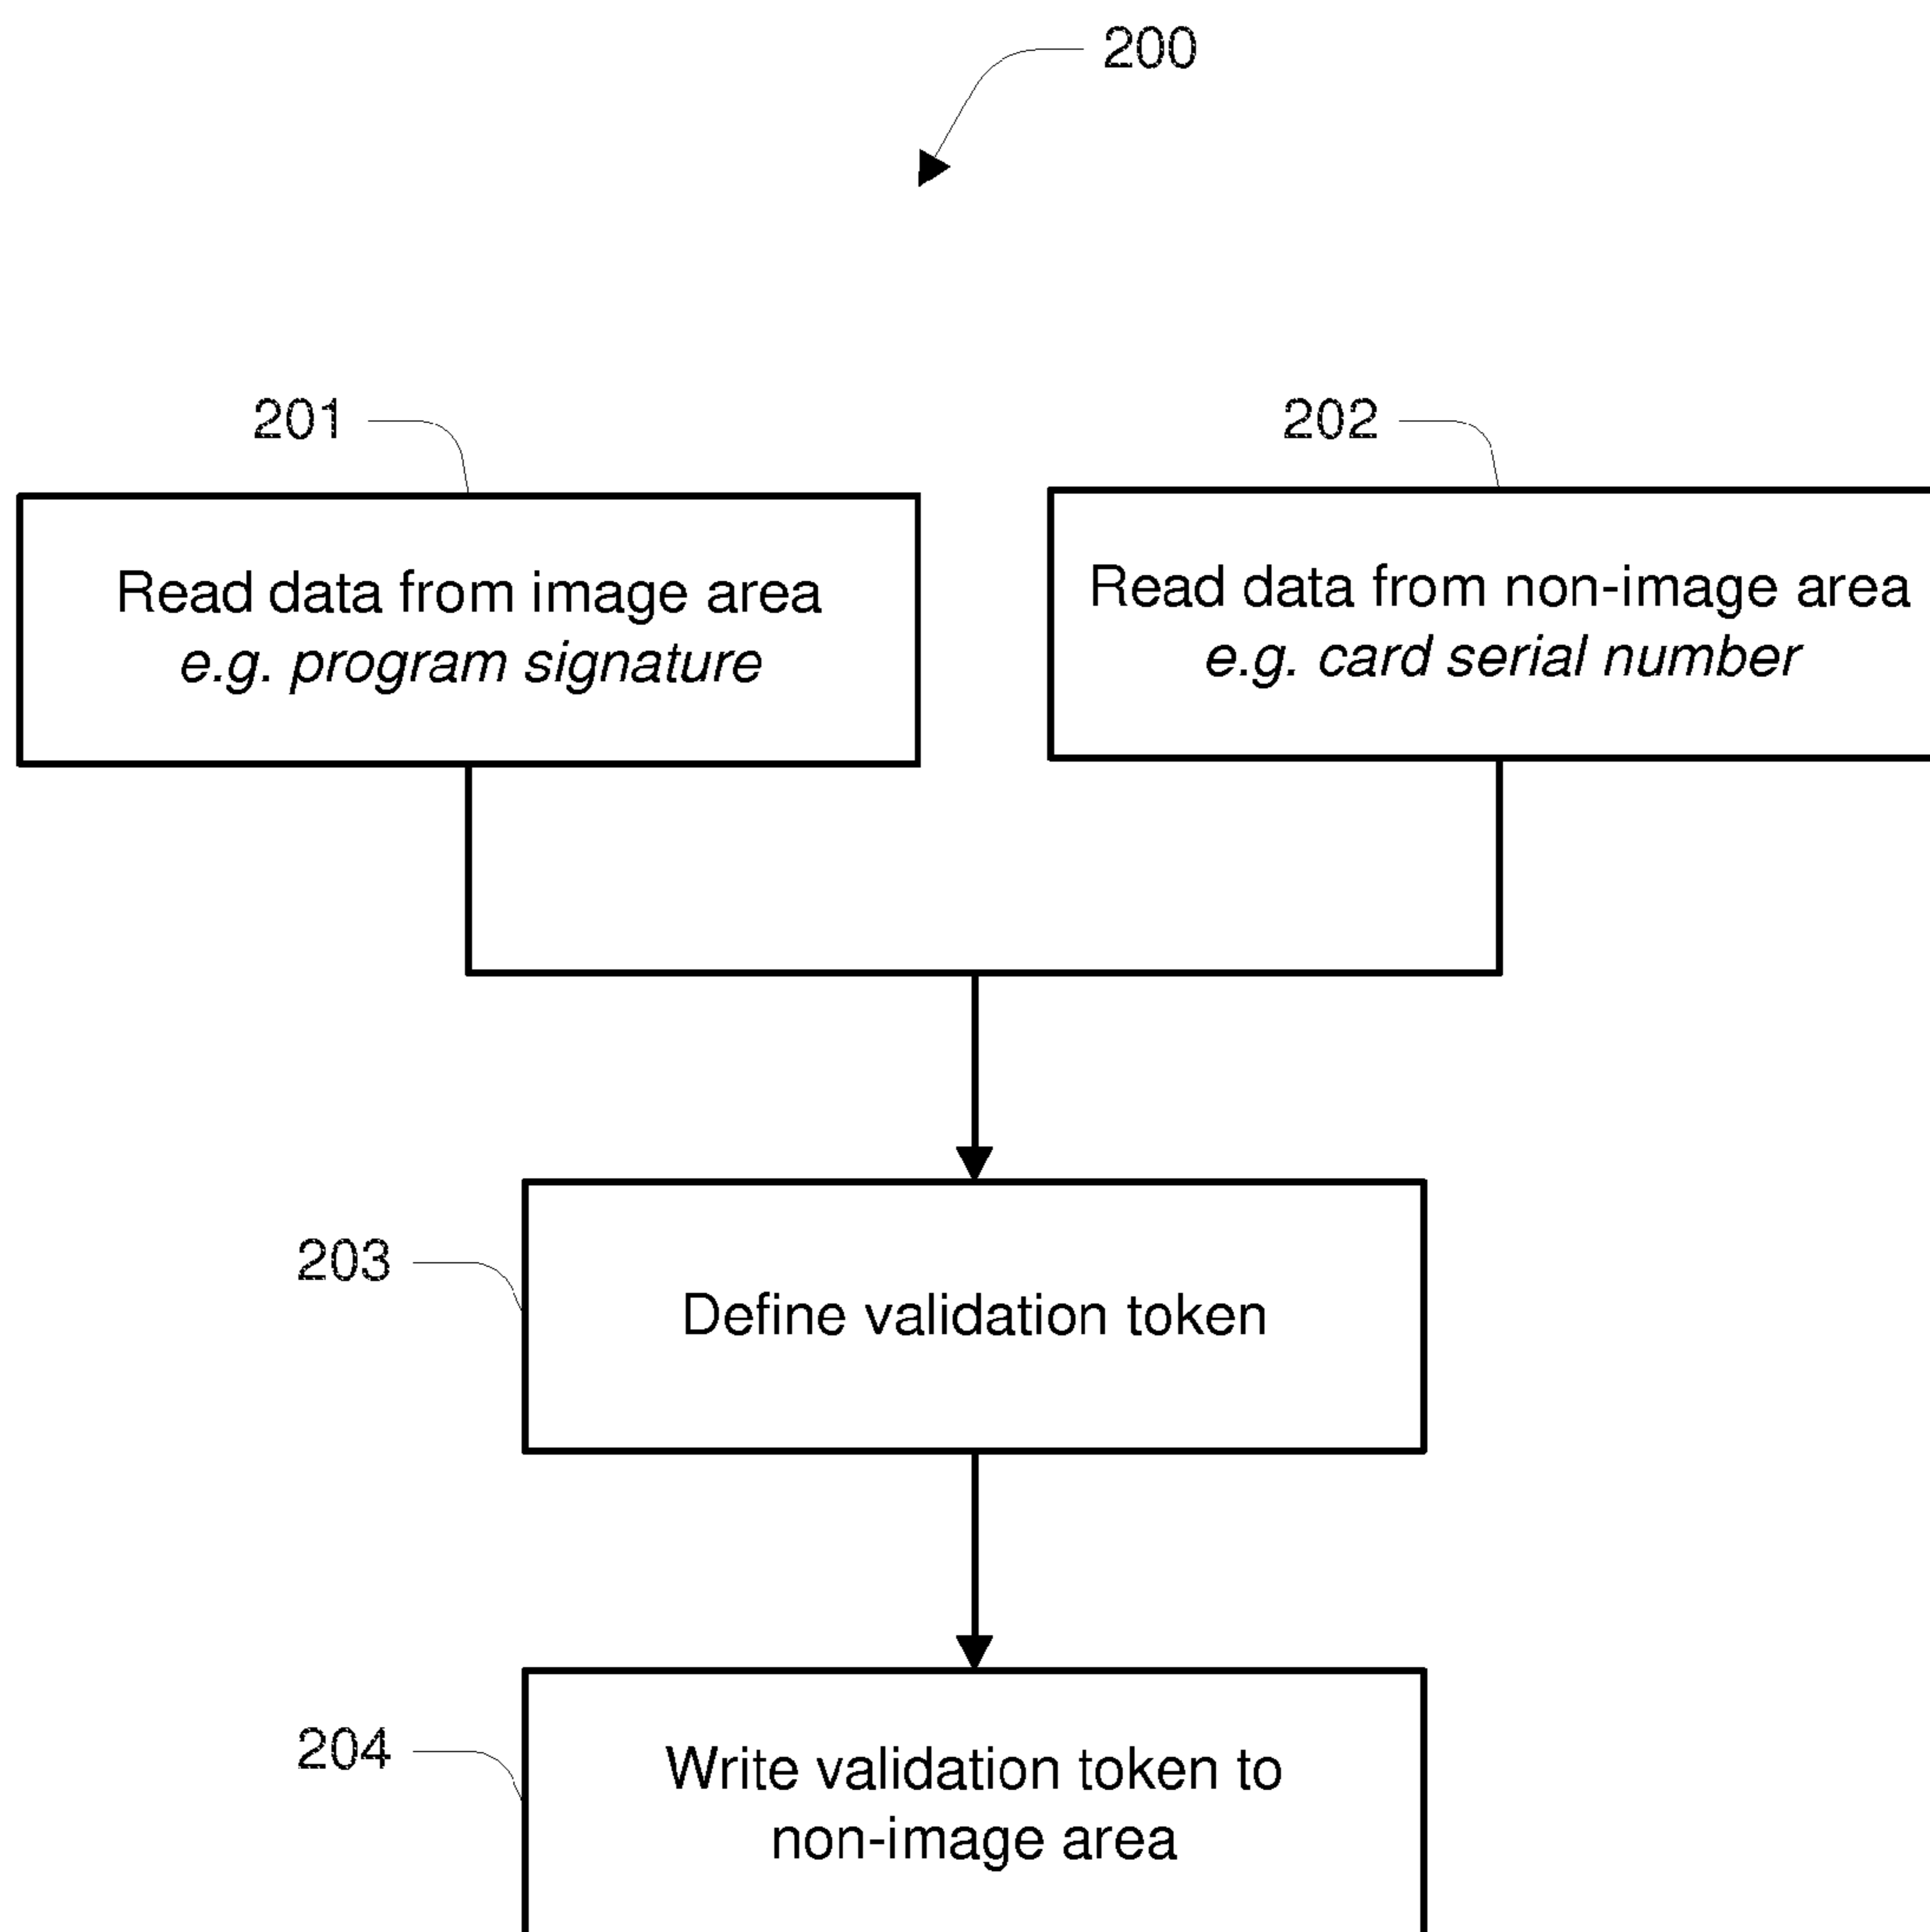 200
201
202
Read data from image area
e.g. program signature
Read data from non-image area
e.g. card serial number
203
Define validation token
204
Write validation token to
non-image area